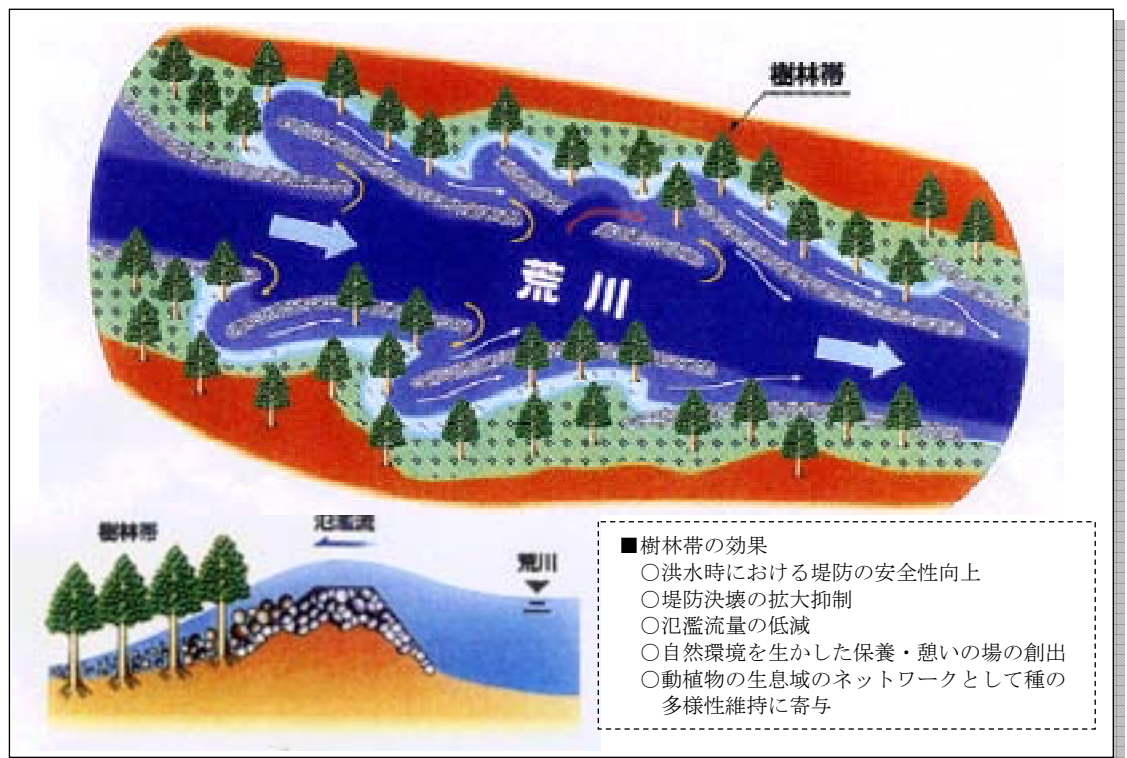 樹林帯
荒川
樹林帯
氾濫流
荒川
■樹林帯の効果
○洪水時における堤防の安全性向上
○堤防決壊の拡大抑制
○氾濫流量の低減
○自然環境を生かした保養・憩いの場の創出
○動植物の生息域のネットワークとして種の
多様性維持に寄与